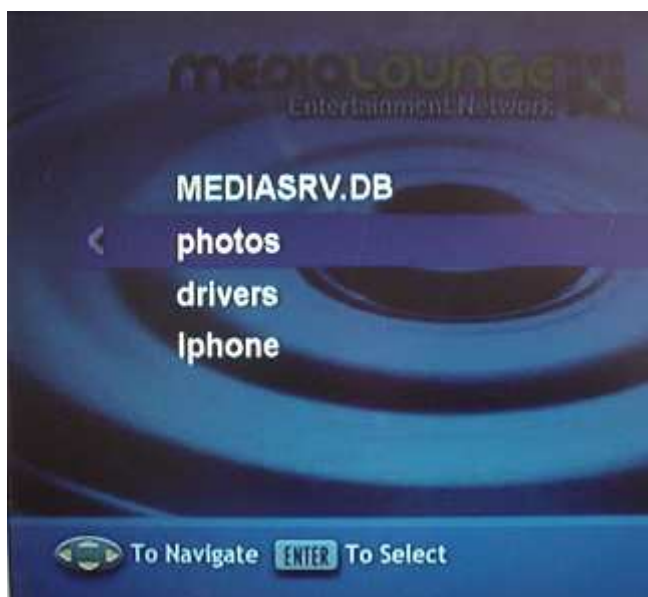 MEDIALOUNGE
Entertainment Network
MEDIASRV.DB
photos
drivers
Iphone
To Navigate ENTER To Select